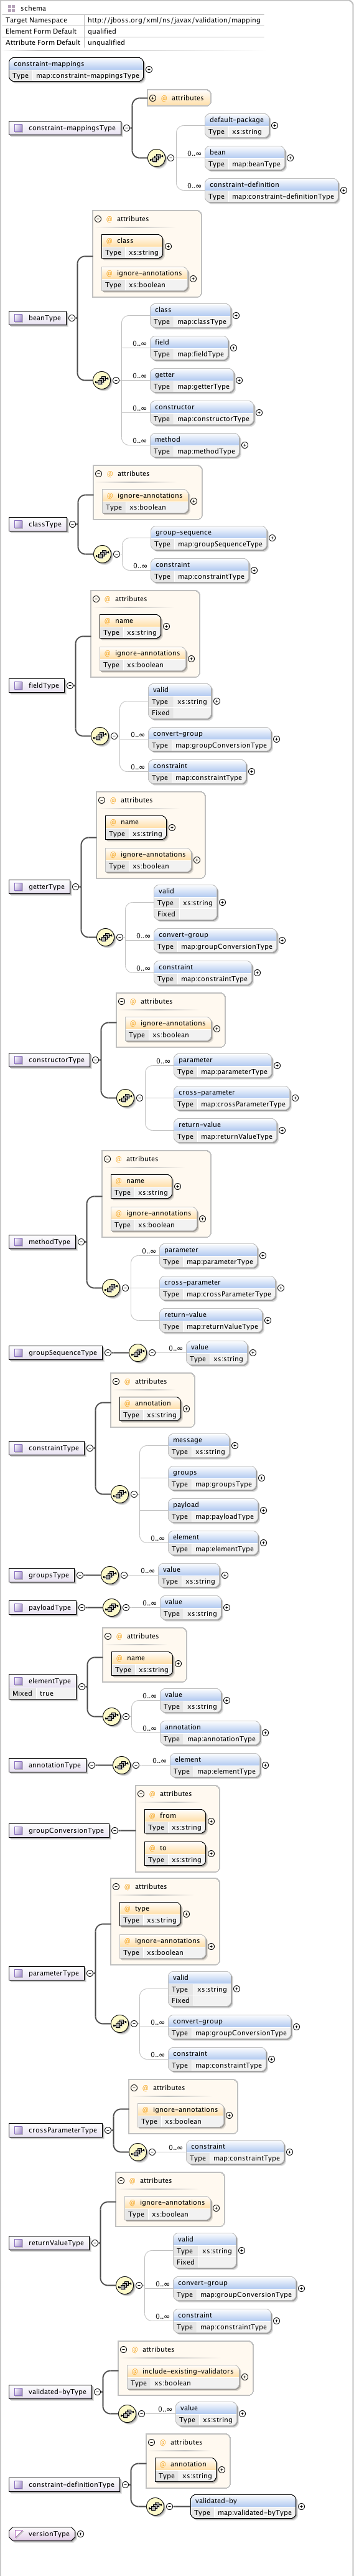 schema
Target Namespace http://jboss.org/xml/ns/javax/validation/mapping
Element Form Default qualified
Attribute Form Default unqualified
constraint-mappings
Type map:constraint-mappingsType
attributes
constraint-mappingsType
default-package
Type xs:string
0..∞ bean
Type map:beanType
0..∞ constraint-definition
Type map:constraint-definitionType
attributes
class
Type xs:string
ignore-annotations
Type xs:boolean
beanType
class
Type map:classType
0..∞ field
Type map:fieldType
0..∞ getter
Type map:getterType
0..∞ constructor
Type map:constructorType
0..∞ method
Type map:methodType
attributes
ignore-annotations
Type xs:boolean
classType
group-sequence
Type map:groupSequenceType
0..∞ constraint
Type map:constraintType
attributes
name
Type xs:string
ignore-annotations
Type xs:boolean
fieldType
valid
Type xs:string
Fixed
0..∞ convert-group
Type map:groupConversionType
0..∞ constraint
Type map:constraintType
attributes
name
Type xs:string
ignore-annotations
Type xs:boolean
getterType
valid
Type xs:string
Fixed
0..∞ convert-group
Type map:groupConversionType
0..∞ constraint
Type map:constraintType
attributes
ignore-annotations
Type xs:boolean
constructorType
0..∞ parameter
Type map:parameterType
cross-parameter
Type map:crossParameterType
return-value
Type map:returnValueType
attributes
name
Type xs:string
ignore-annotations
Type xs:boolean
methodType
0..∞ parameter
Type map:parameterType
cross-parameter
Type map:crossParameterType
return-value
Type map:returnValueType
groupSequenceType
0..∞ value
Type xs:string
attributes
annotation
Type xs:string
constraintType
message
Type xs:string
groups
Type map:groupsType
payload
Type map:payloadType
0..∞ element
Type map:elementType
groupsType
0..∞ value
Type xs:string
payloadType
0..∞ value
Type xs:string
attributes
name
Type xs:string
elementType
Mixed true
0..∞ value
Type xs:string
0..∞ annotation
Type map:annotationType
annotationType
0..∞ element
Type map:elementType
attributes
from
Type xs:string
to
Type xs:string
groupConversionType
attributes
type
Type xs:string
ignore-annotations
Type xs:boolean
parameterType
valid
Type xs:string
Fixed
0..∞ convert-group
Type map:groupConversionType
0..∞ constraint
Type map:constraintType
attributes
ignore-annotations
Type xs:boolean
crossParameterType
0..∞ constraint
Type map:constraintType
attributes
ignore-annotations
Type xs:boolean
returnValueType
valid
Type xs:string
Fixed
0..∞ convert-group
Type map:groupConversionType
0..∞ constraint
Type map:constraintType
attributes
include-existing-validators
Type xs:boolean
validated-byType
0..∞ value
Type xs:string
attributes
annotation
Type xs:string
constraint-definitionType
validated-by
Type map:validated-byType
versionType